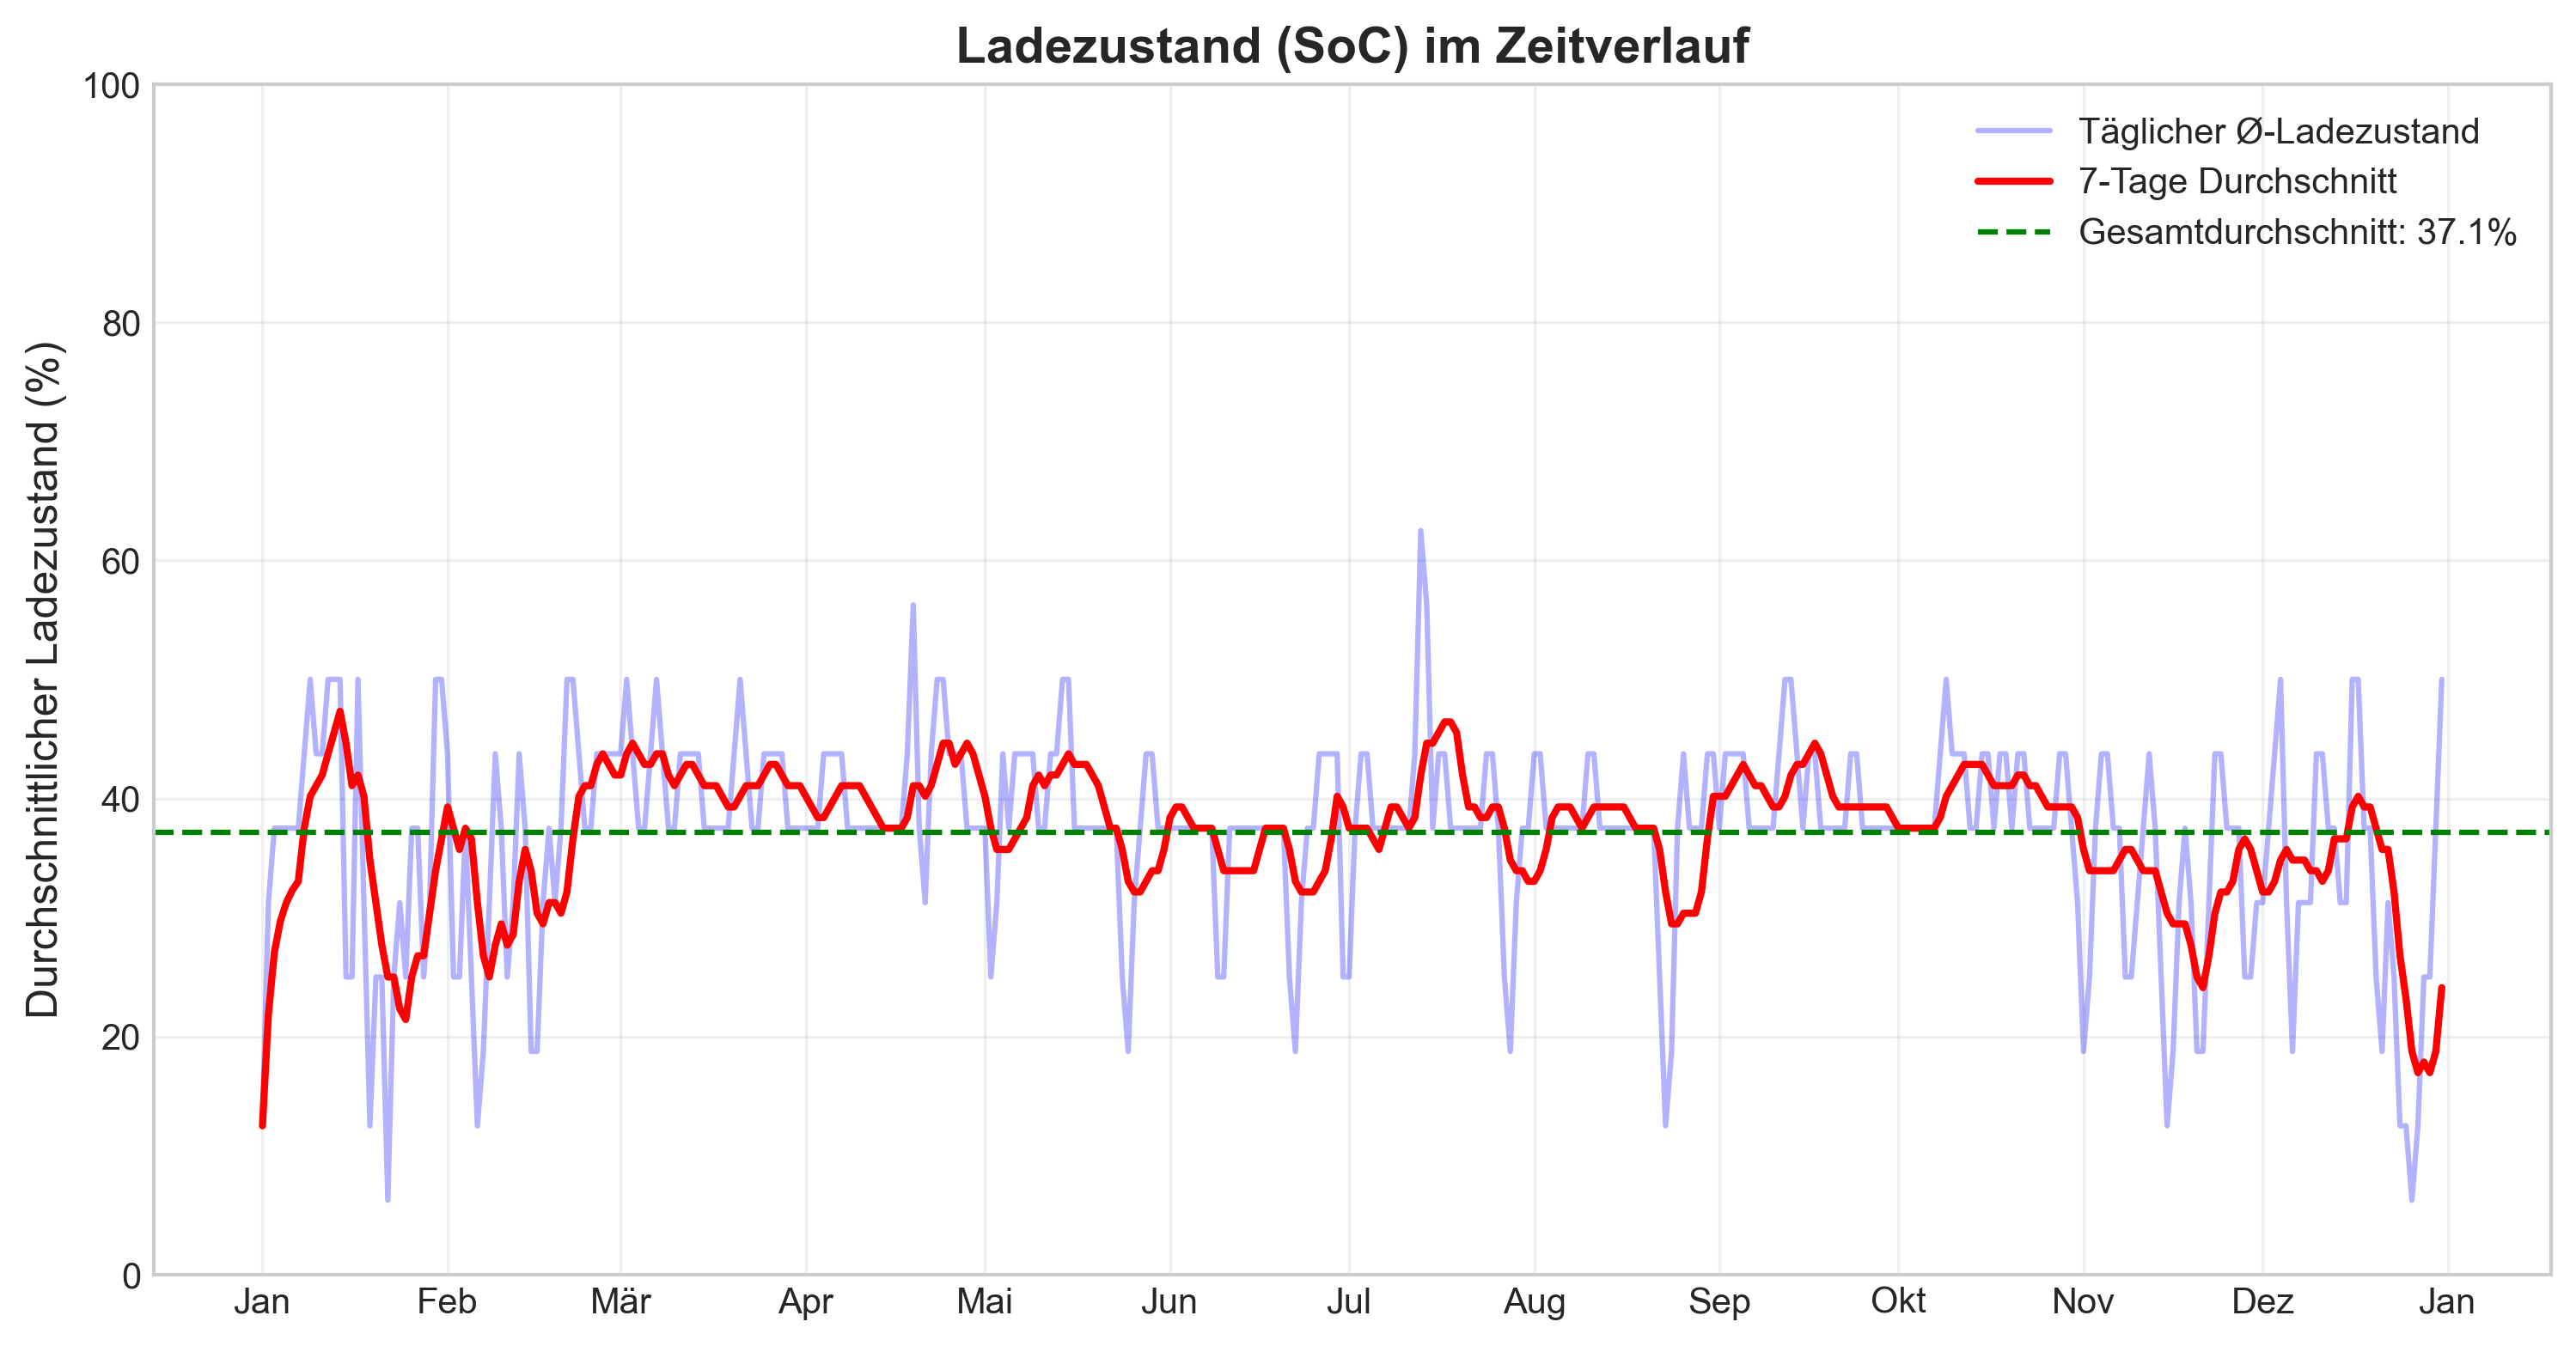 Ladezustand (SoC) im Zeitverlauf
Durchschnittlicher Ladezustand (%)
100
80
60
40
20
0
Täglicher Ø-Ladezustand
7-Tage Durchschnitt
Gesamtdurchschnitt: 37.1%
Jan Feb Mär Apr Mai Jun Jul Aug Sep Okt Nov Dez Jan